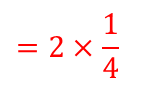 = 2 × 1/4